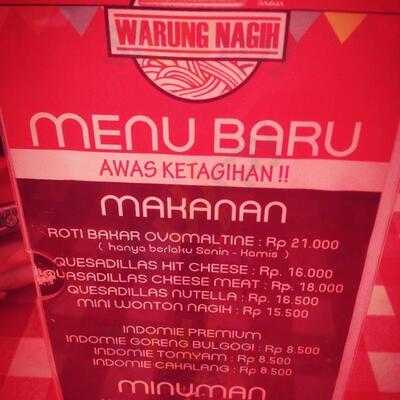 WARUNG NAGIH
MENU BARU
AWAS KETAGIHAN !!
MAKANAN
ROTI BAKAR OVOMALTINE : Rp 21.000
( hanya berlaku Senin - Kamis )
QUESADILLAS HIT CHEESE : Rp. 16.000
QUASADILLAS CHEESE MEAT : Rp. 18.000
QUESADILLAS NUTELLA : Rp. 16.500
MINI WONTON NAGIH : Rp 15.500
INDOMIE PREMIUM
INDOMIE GORENG BULGOGI : Rp 8.500
INDOMIE TOMYAM : Rp 8.500
INDOMIE CAKALANG : Rp 8.500
MINUMAN